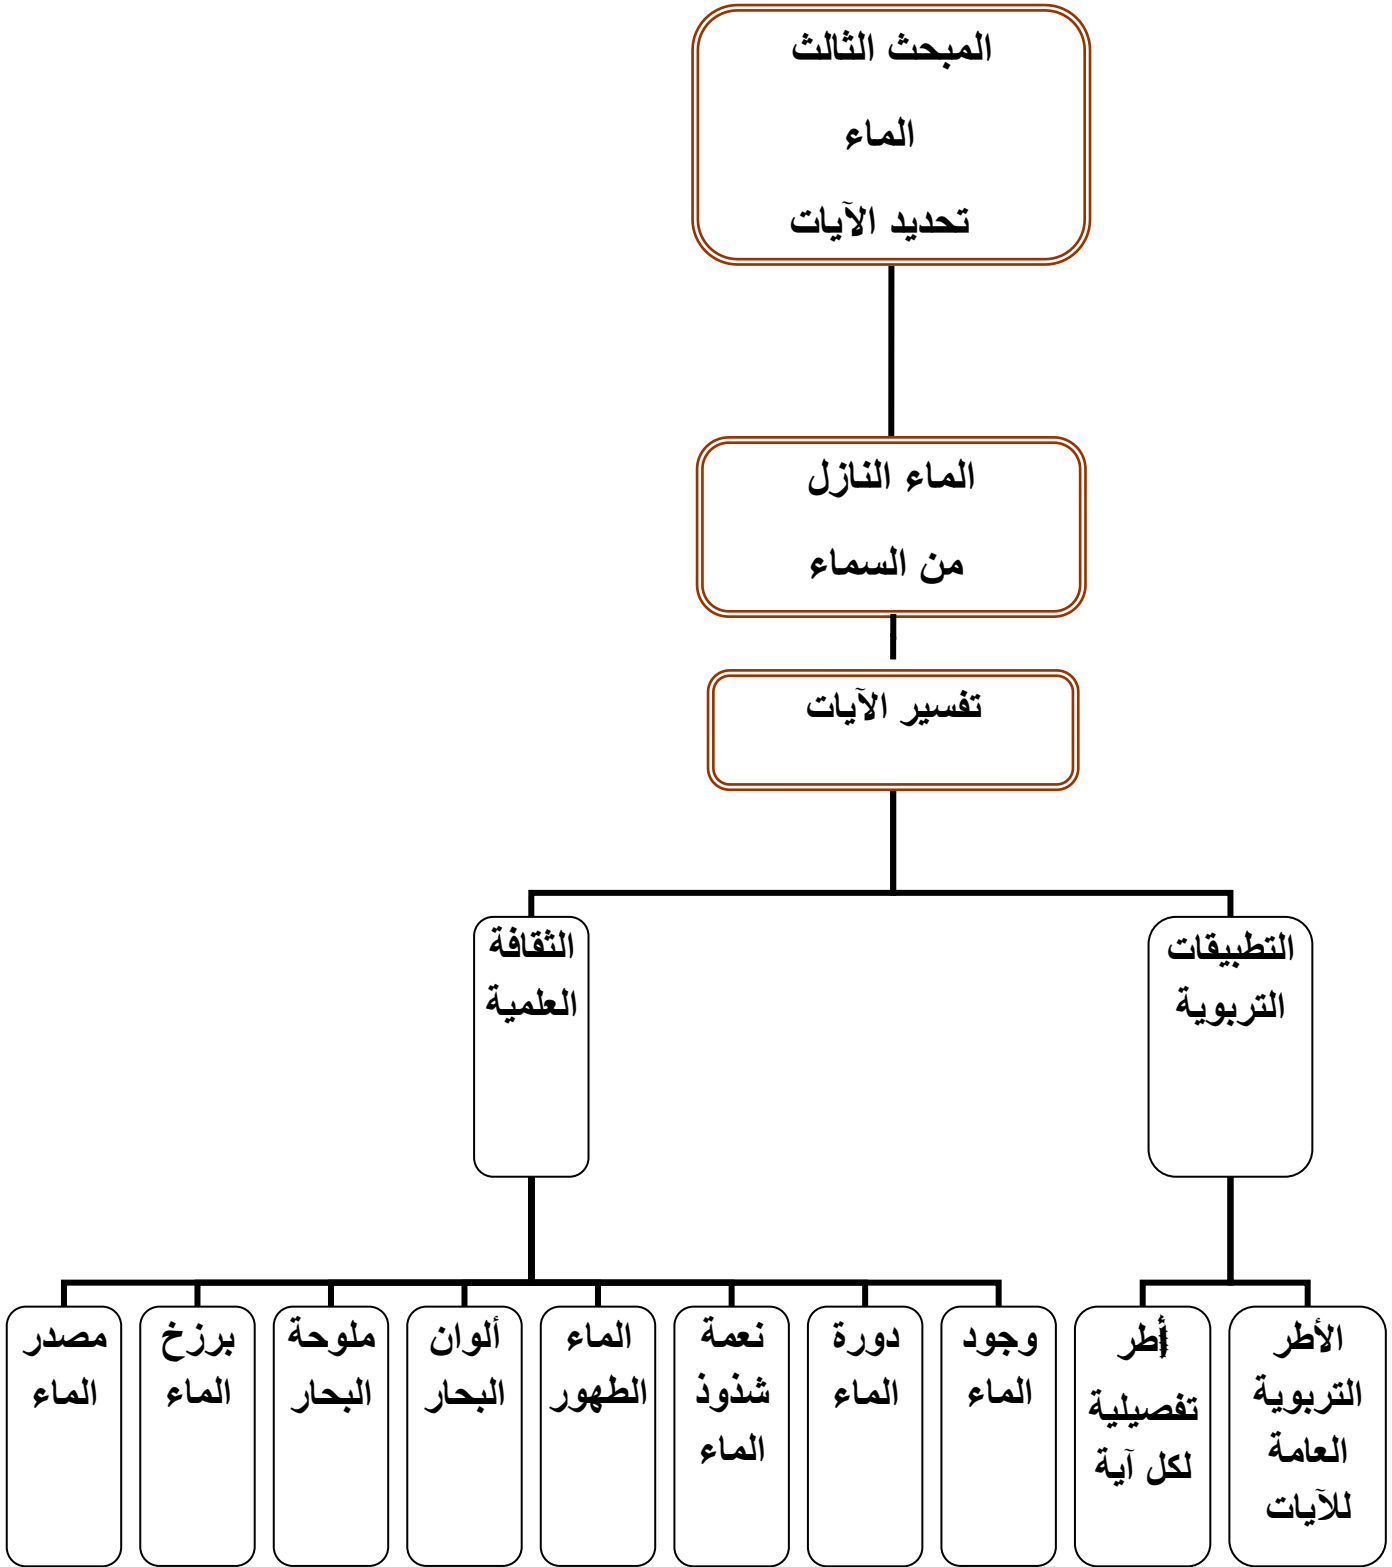 المبحث الثالث
الماء
تحديد الآيات
الماء النازل
من السماء
تفسير الآيات
التطبيقات
التربوية
الثقافة
العلمية
الأطر
التربوية
العامة
للآيات
أطر
تفصيلية
لكل آية
وجود
الماء
دورة
الماء
نعمة
شذوذ
الماء
الماء
الطهور
ألوان
البحار
ملوحة
البحار
برزخ
الماء
مصدر
الماء